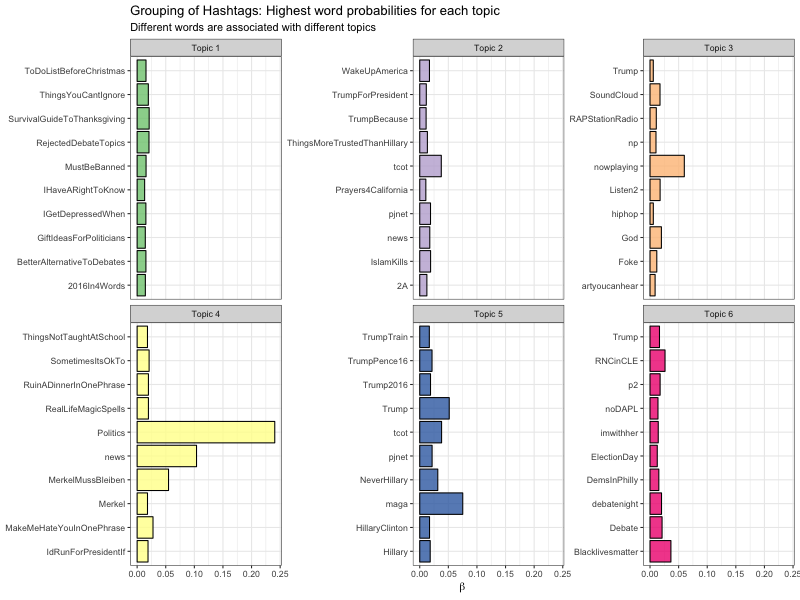 Grouping of Hashtags: Highest word probabilities for each topic
Different words are associated with different topics
Topic 1
ToDoListBeforeChristmas
ThingsYouCantIgnore
SurvivalGuideToThanksgiving
RejectedDebateTopics
MustBeBanned
IHaveARightToKnow
IGetDepressedWhen
GiftIdeasForPoliticians
BetterAlternativeToDebates
2016In4Words
Topic 2
WakeUpAmerica
TrumpForPresident
TrumpBecause
ThingsMoreTrustedThanHillary
tcot
Prayers4California
pjnet
news
IslamKills
2A
Topic 3
Trump
SoundCloud
RAPStationRadio
np
nowplaying
Listen2
hiphop
God
Foke
artyoucanhear
Topic 4
ThingsNotTaughtAtSchool
SometimesItsOkTo
RuinADinnerInOnePhrase
RealLifeMagicSpells
Politics
news
MerkelMussBleiben
Merkel
MakeMeHateYouInOnePhrase
IdRunForPresidentIf
0.00 0.05 0.10 0.15 0.20 0.25
Topic 5
TrumpTrain
TrumpPence16
Trump2016
Trump
tcot
pjnet
NeverHillary
maga
HillaryClinton
Hillary
0.00 0.05 0.10 0.15 0.20 0.25
Topic 6
Trump
RNCinCLE
p2
noDAPL
imwithher
ElectionDay
DemsInPhilly
debatenight
Debate
Blacklivesmatter
0.00 0.05 0.10 0.15 0.20 0.25
β